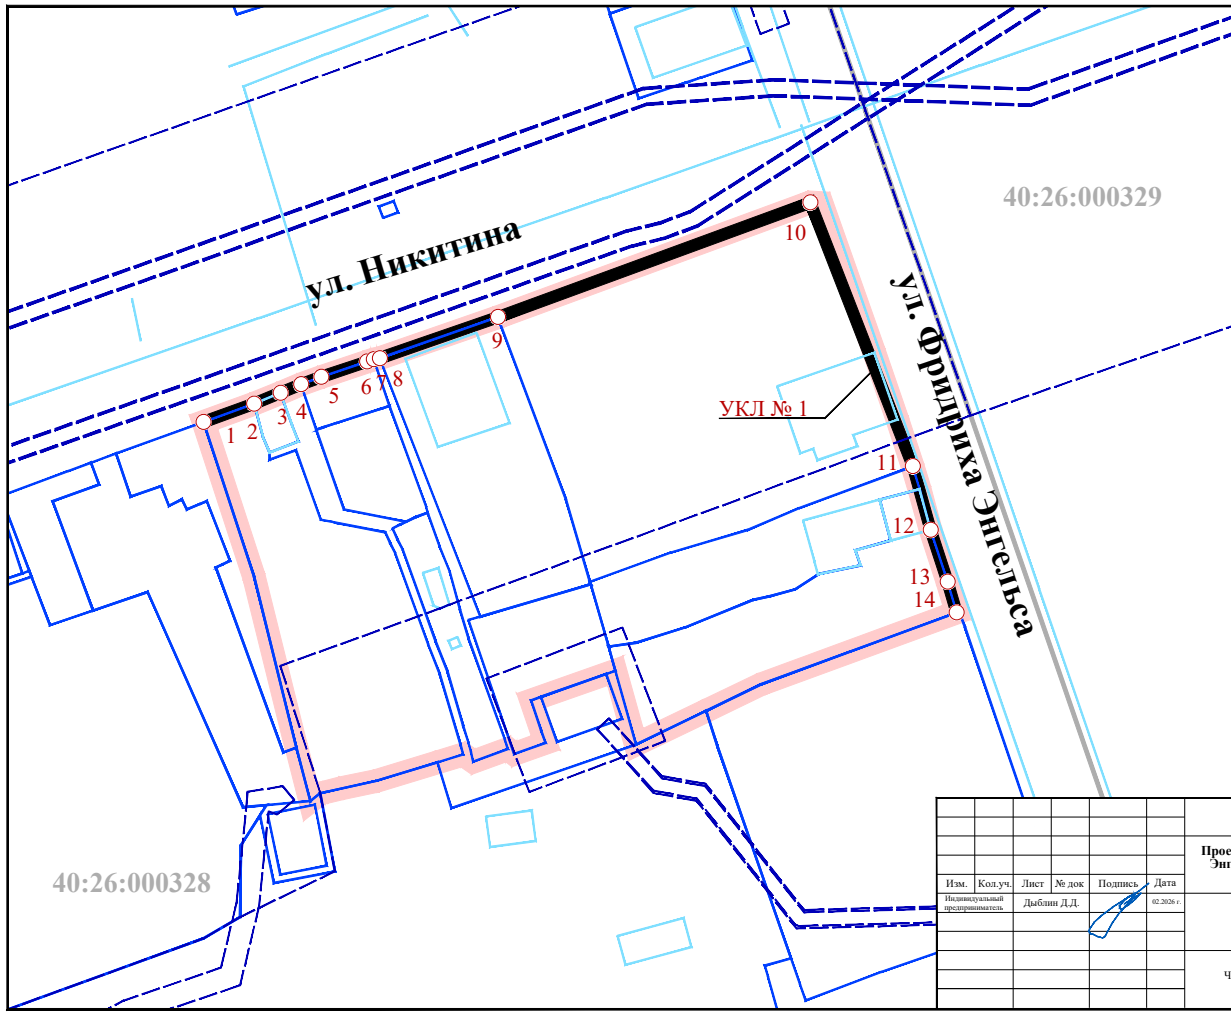 40:26:000329
ул. Никитина
ул. Фридриха Энгельса
10
9
8
7
6
5
4
3
2
1
УКЛ № 1
11
12
13
14
40:26:000328
Прое
Энг
Изм. Кол.уч. Лист № док Подпись Дата
Индивидуальный
предприниматель
Дыблин Д.Д.
02.2026 г.
Ч